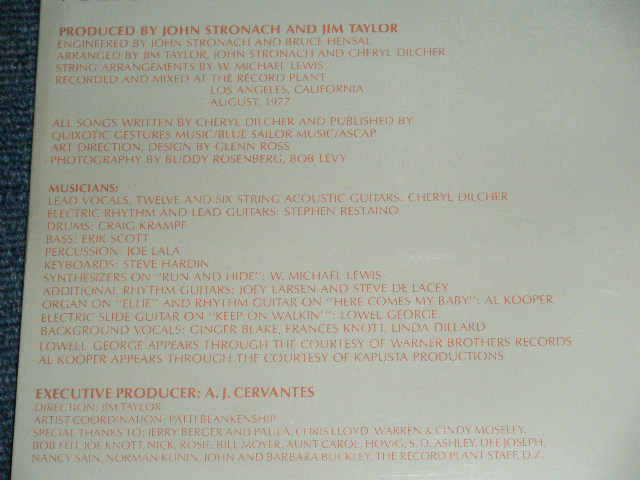 PRODUCED BY JOHN STRONACH AND JIM TAYLOR
ENGINEERED BY JOHN STRONACH AND BRUCE HENSAL
ARRANGED BY JIM TAYLOR, JOHN STRONACH AND CHERYL DILCHER
STRING ARRANGEMENTS BY W. MICHAEL LEWIS
RECORDED AND MIXED AT THE RECORD PLANT
LOS ANGELES, CALIFORNIA
AUGUST, 1977
ALL SONGS WRITTEN BY CHERYL DILCHER AND PUBLISHED BY
QUIXOTIC GESTURES MUSIC/BLUE SAILOR MUSIC/ASCAP
ART DIRECTION, DESIGN BY GLENN ROSS
PHOTOGRAPHY BY BUDDY ROSENBERG, BOB LEVY
MUSICIANS:
LEAD VOCALS, TWELVE AND SIX STRING ACOUSTIC GUITARS: CHERYL DILCHER
ELECTRIC RHYTHM AND LEAD GUITARS: STEPHEN RESTAINO
DRUMS: CRAIG KRAMPF
BASS: ERIK SCOTT
PERCUSSION: JOE LALA
KEYBOARDS: STEVE HARDIN
SYNTHESIZERS ON "RUN AND HIDE": W. MICHAEL LEWIS
ADDITIONAL RHYTHM GUITARS: JOEY LARSEN AND STEVE DE LACEY
ORGAN ON "ELLIE" AND RHYTHM GUITAR ON "HERE COMES MY BABY": AL KOOPER
ELECTRIC SLIDE GUITAR ON "KEEP ON WALKIN'": LOWEL GEORGE
BACKGROUND VOCALS: GINGER BLAKE, FRANCES KNOTT, LINDA DILLARD
LOWELL GEORGE APPEARS THROUGH THE COURTESY OF WARNER BROTHERS RECORDS
AL KOOPER APPEARS THROUGH THE COURTESY OF KAPUSTA PRODUCTIONS
EXECUTIVE PRODUCER: A. J. CERVANTES
DIRECTION: JIM TAYLOR
ARTIST COORDINATION: PATTI BLANKENSHIP
SPECIAL THANKS TO: JERRY BERGER AND PAULA, CHRIS LLOYD, WARREN & CINDY MOSELEY,
BOB FELL, JOE KNOTT, NICK, ROSIE, BILL MOYER, AUNT CAROL, HOVIG, S. D. ASHLEY, DEE JOSEPH,
NANCY SAIN, NORMAN KUNIN, JOHN AND BARBARA BUCKLEY, THE RECORD PLANT STAFF, D.Z.